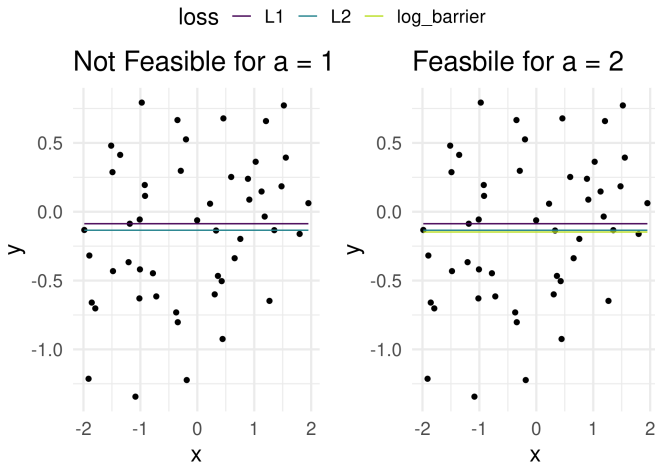 loss L1 L2 log_barrier
Not Feasible for a = 1
Feasbile for a = 2
0.5
0.0
-0.5
-1.0
y
-2 -1 0 1 2
x
0.5
0.0
-0.5
-1.0
y
-2 -1 0 1 2
x